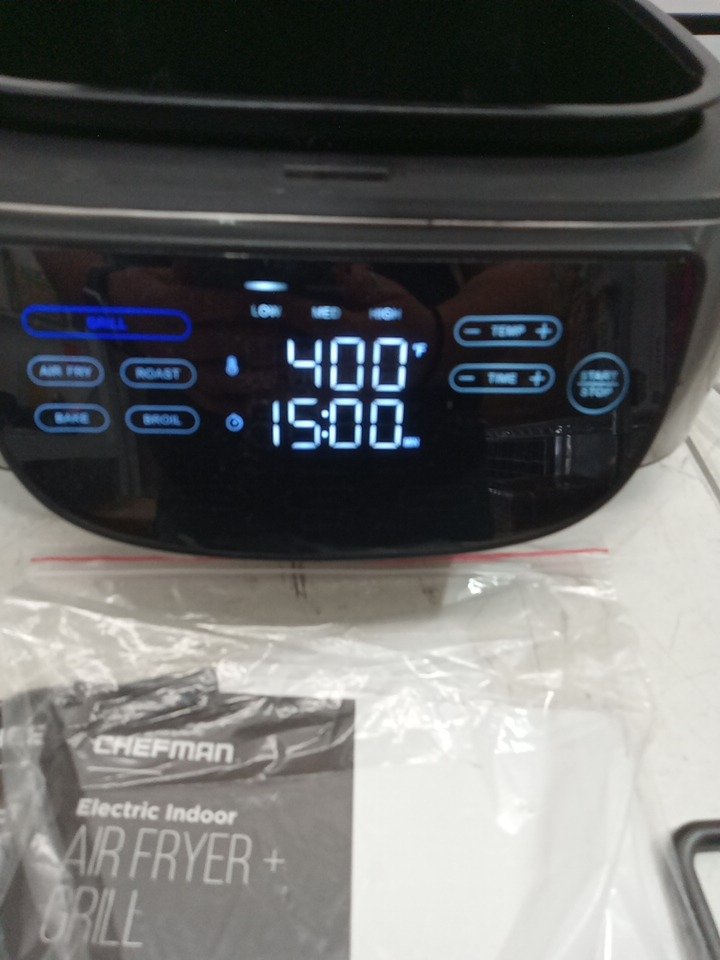 LOW MED HIGH
GRILL
AIR FRY ROAST
BAKE BROIL
400°F
15:00 MIN
− TEMP +
− TIME +
START
STOP
CHEFMAN
Electric Indoor
AIR FRYER +
GRILL